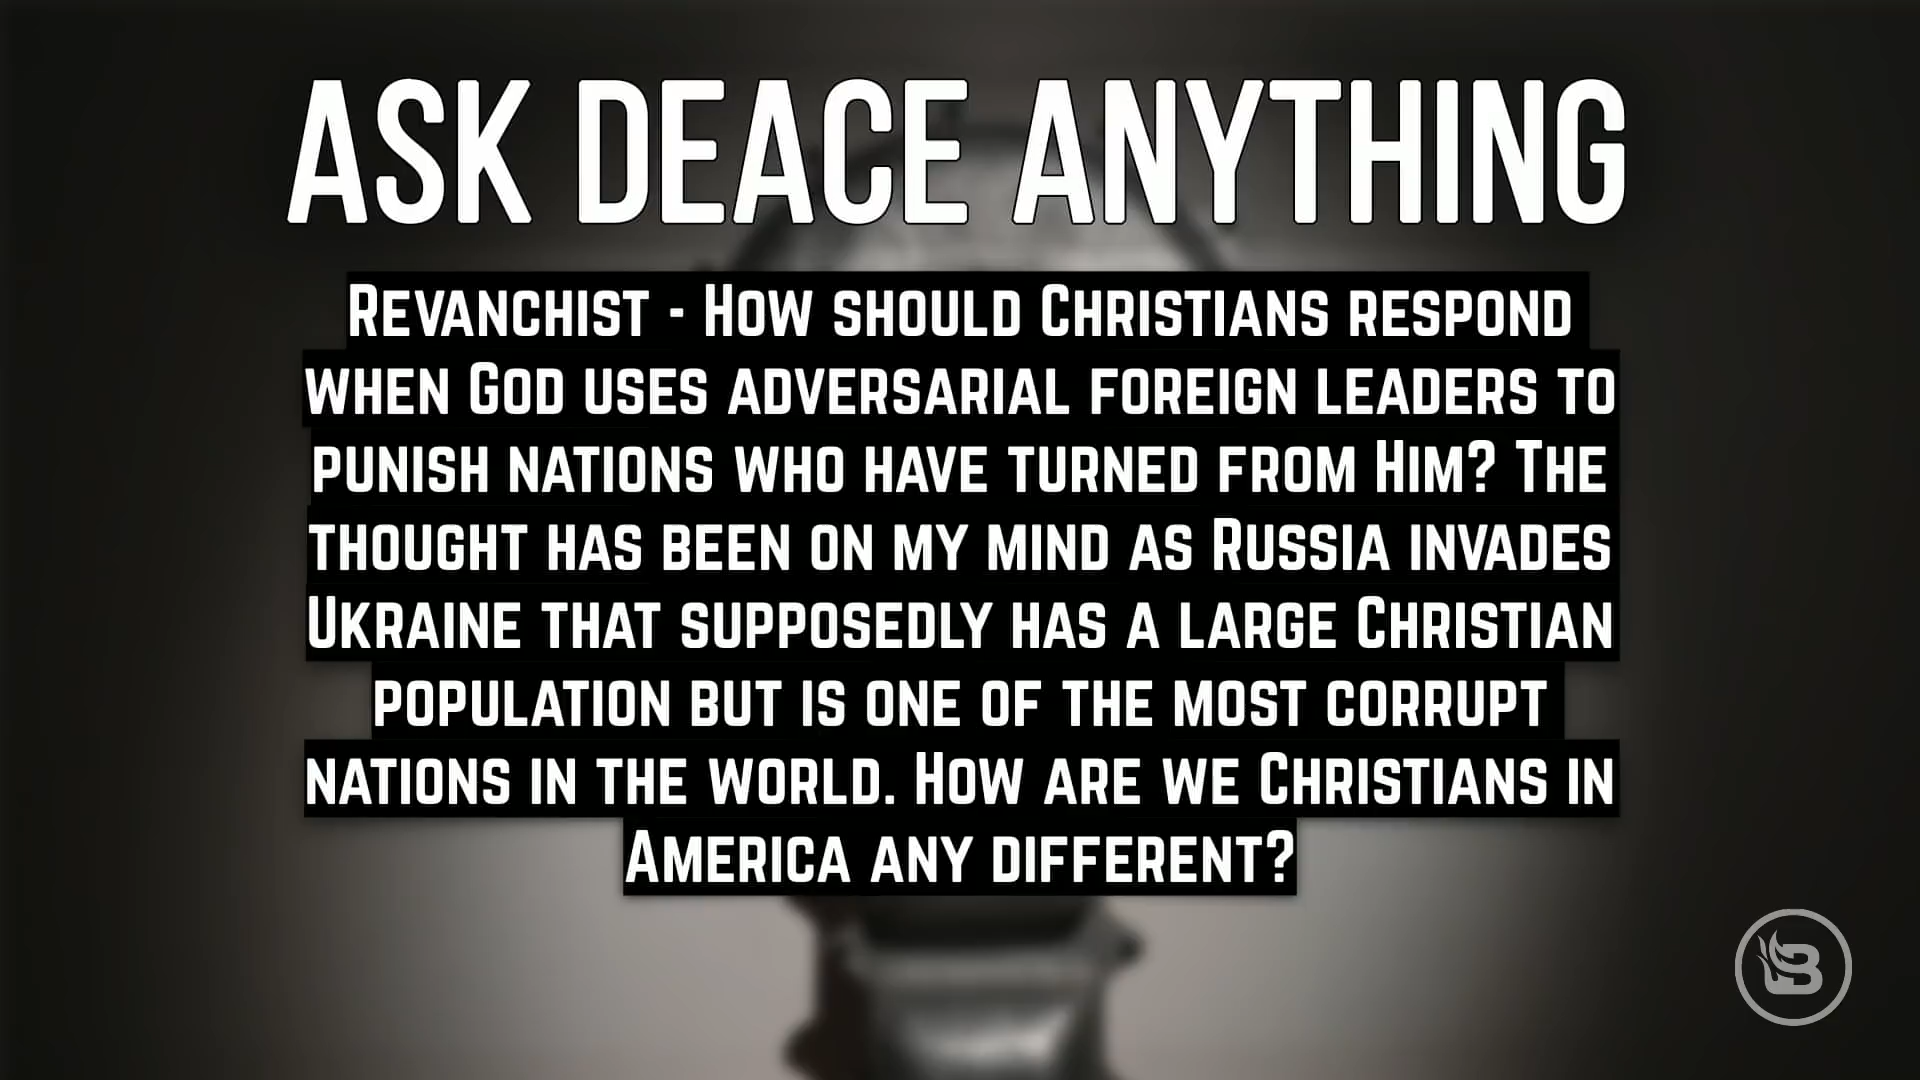 ASK DEACE ANYTHING
REVANCHIST - HOW SHOULD CHRISTIANS RESPOND
WHEN GOD USES ADVERSARIAL FOREIGN LEADERS TO
PUNISH NATIONS WHO HAVE TURNED FROM HIM? THE
THOUGHT HAS BEEN ON MY MIND AS RUSSIA INVADES
UKRAINE THAT SUPPOSEDLY HAS A LARGE CHRISTIAN
POPULATION BUT IS ONE OF THE MOST CORRUPT
NATIONS IN THE WORLD. HOW ARE WE CHRISTIANS IN
AMERICA ANY DIFFERENT?
B